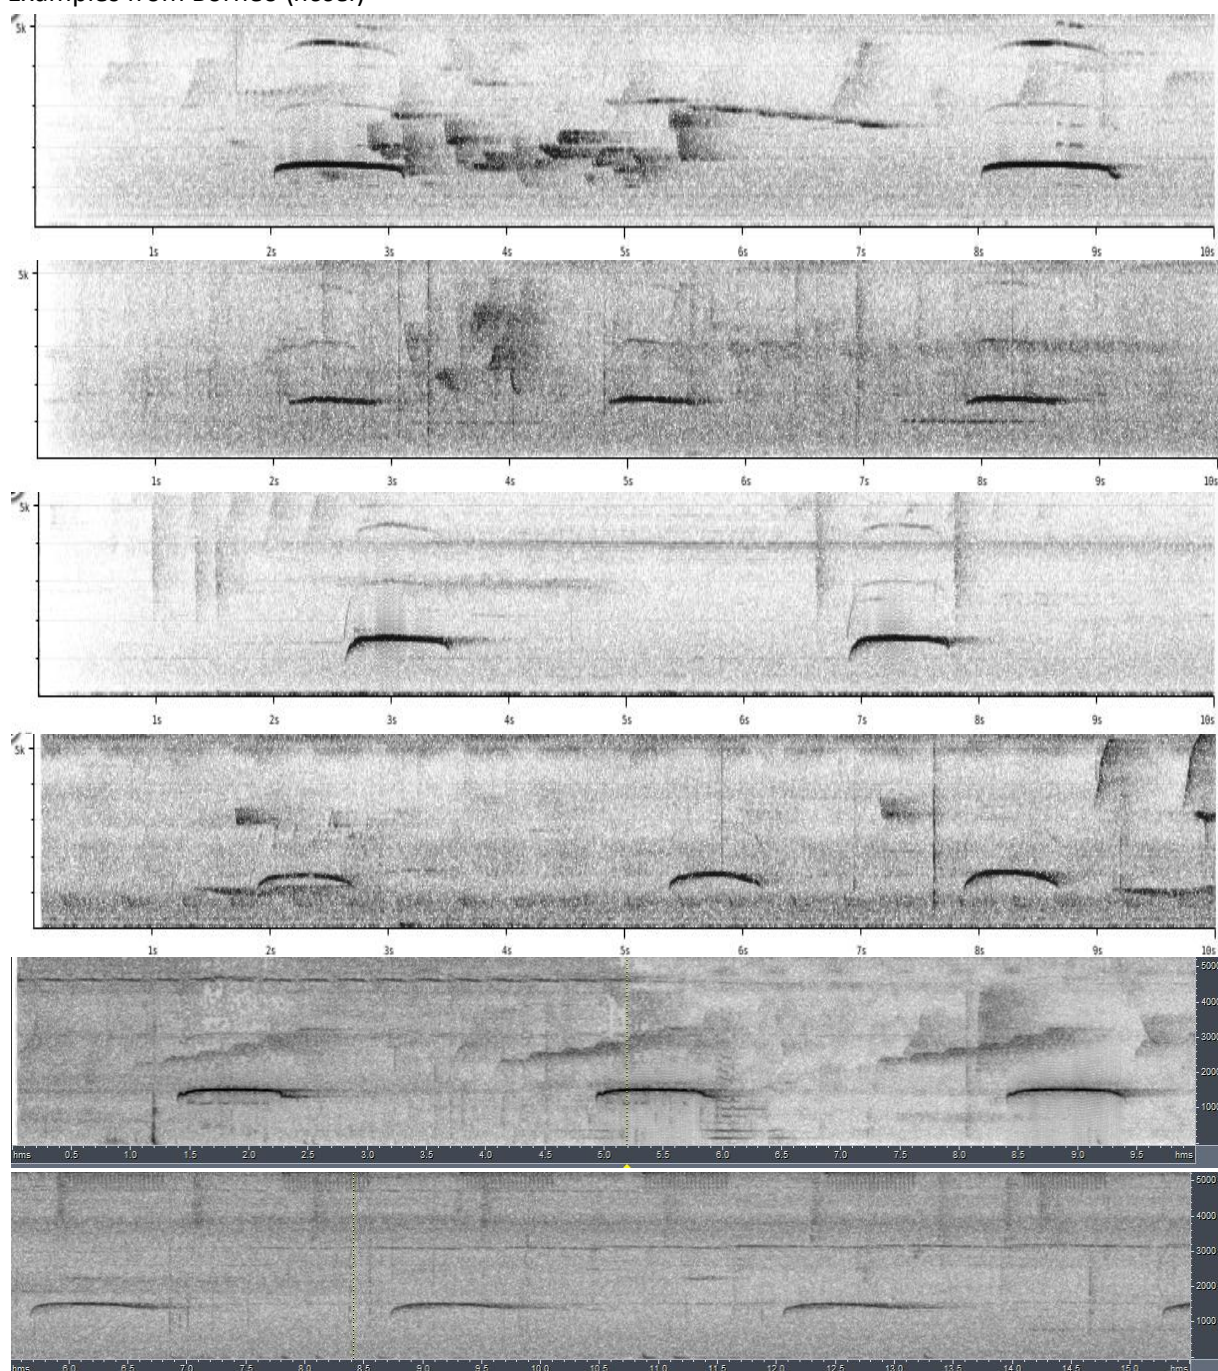 Examples from Borneo
5k
1s 2s 3s 4s 5s 6s 7s 8s 9s 10s
5k
1s 2s 3s 4s 5s 6s 7s 8s 9s 10s
5k
1s 2s 3s 4s 5s 6s 7s 8s 9s 10s
5k
1s 2s 3s 4s 5s 6s 7s 8s 9s 10s
5000
4000
3000
2000
1000
hms 0.5 1.0 1.5 2.0 2.5 3.0 3.5 4.0 4.5 5.0 5.5 6.0 6.5 7.0 7.5 8.0 8.5 9.0 9.5 hms
5000
4000
3000
2000
1000
hms 6.0 6.5 7.0 7.5 8.0 8.5 9.0 9.5 10.0 10.5 11.0 11.5 12.0 12.5 13.0 13.5 14.0 14.5 15.0 hms